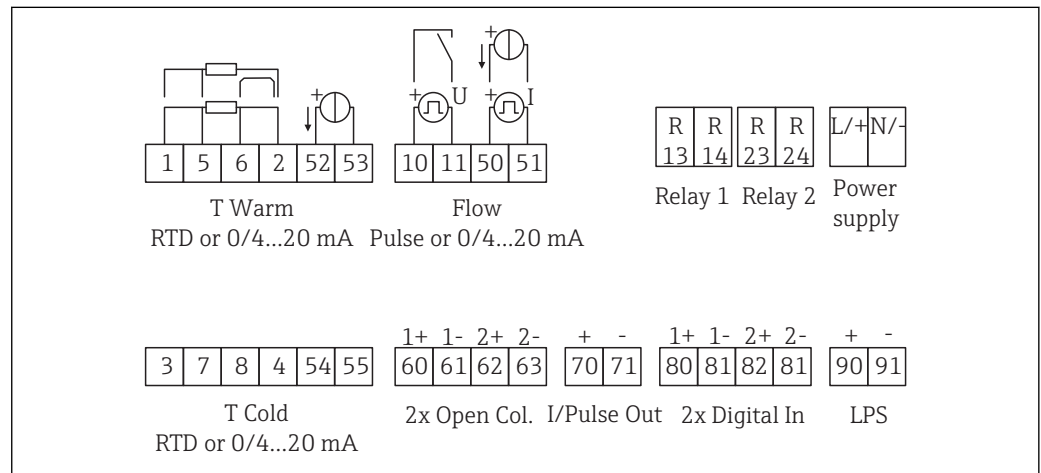 +
+ U + I
+
R R R R L/+ N/-
1 5 6 2 52 53 10 11 50 51 13 14 23 24
T Warm Flow Relay 1 Relay 2 Power
RTD or 0/4...20 mA Pulse or 0/4...20 mA supply
1+ 1- 2+ 2- + - 1+ 1- 2+ 2- + -
3 7 8 4 54 55 60 61 62 63 70 71 80 81 82 81 90 91
T Cold 2x Open Col. I/Pulse Out 2x Digital In LPS
RTD or 0/4...20 mA